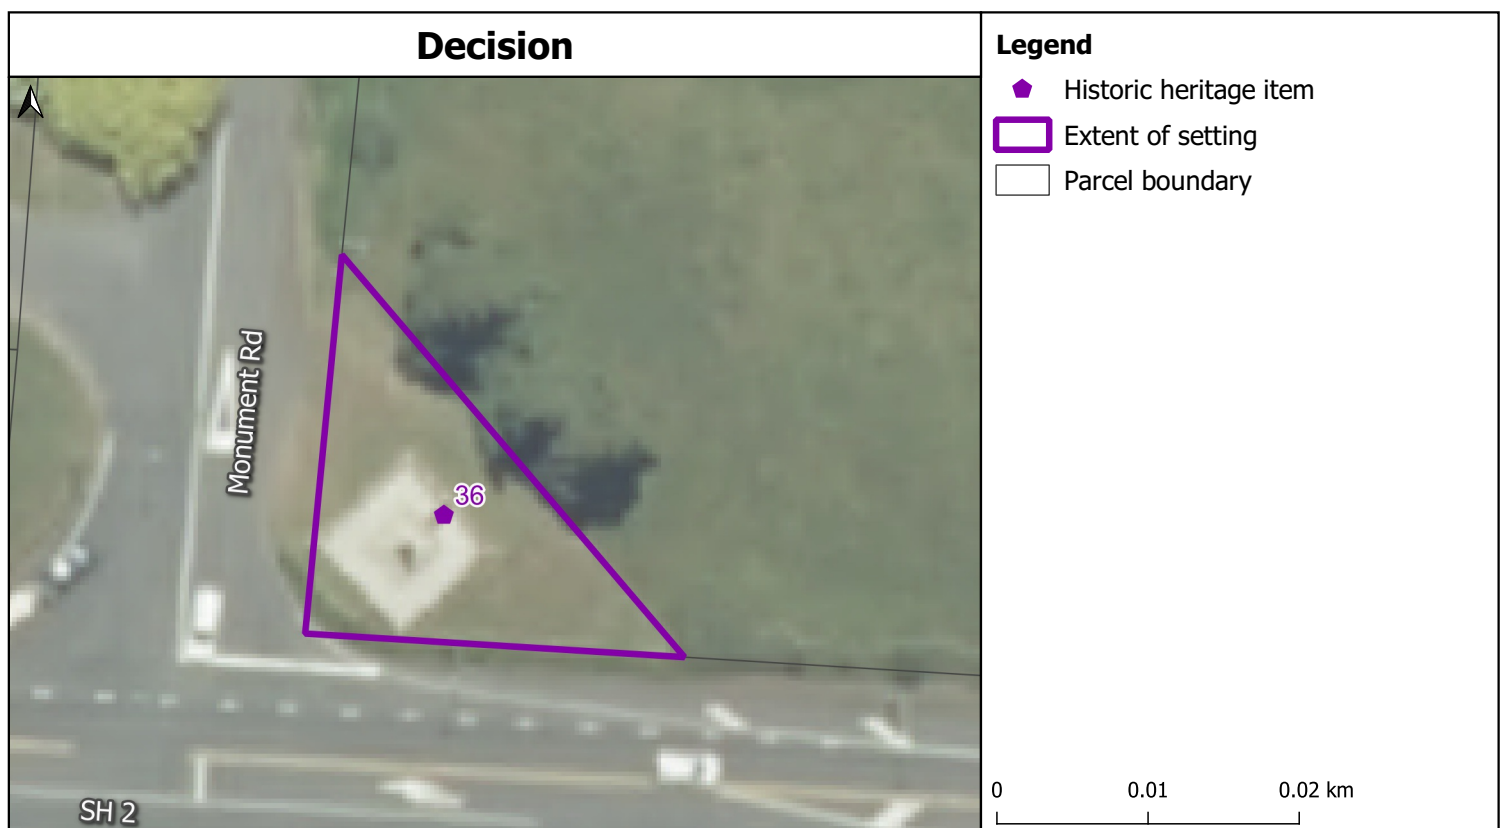 Decision
Legend
Historic heritage item
Extent of setting
Parcel boundary
Monument Rd
36
SH 2
0 0.01 0.02 km